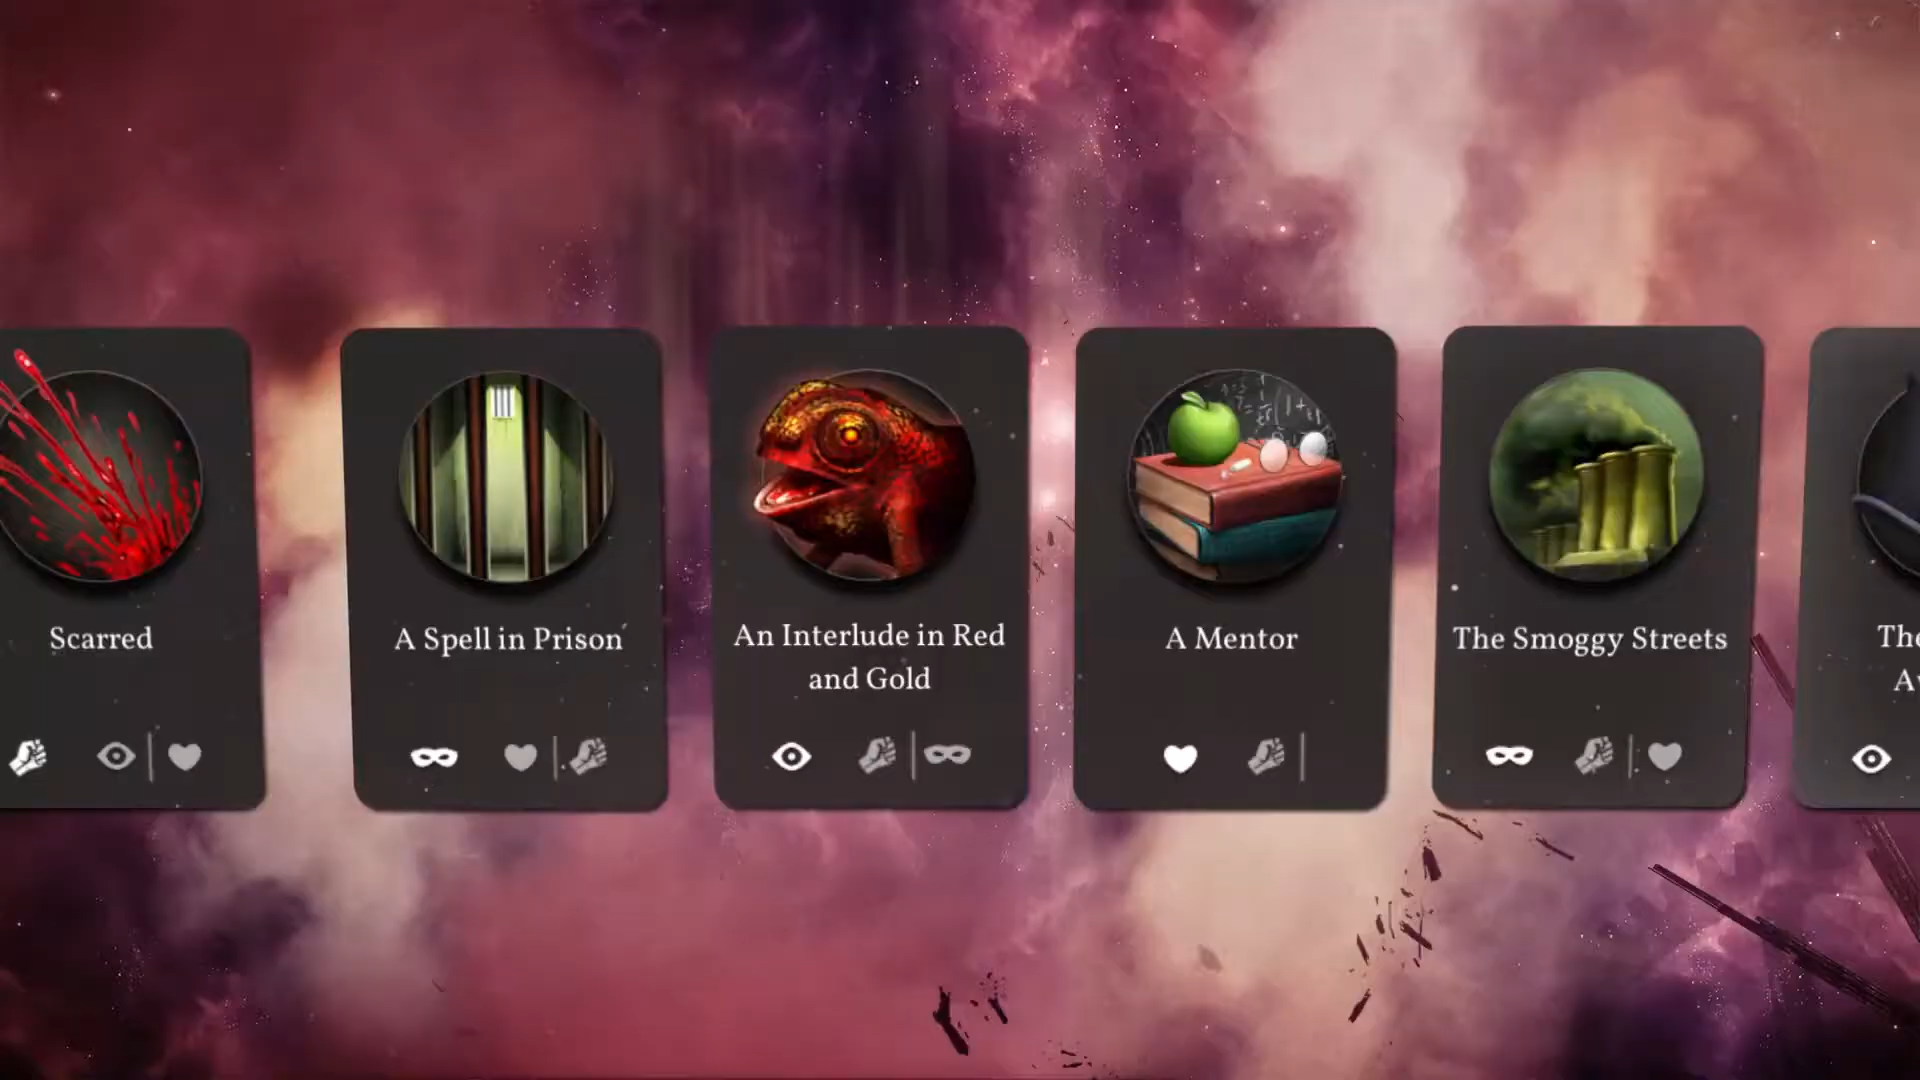 Scarred
A Spell in Prison
An Interlude in Red
and Gold
A Mentor
The Smoggy Streets